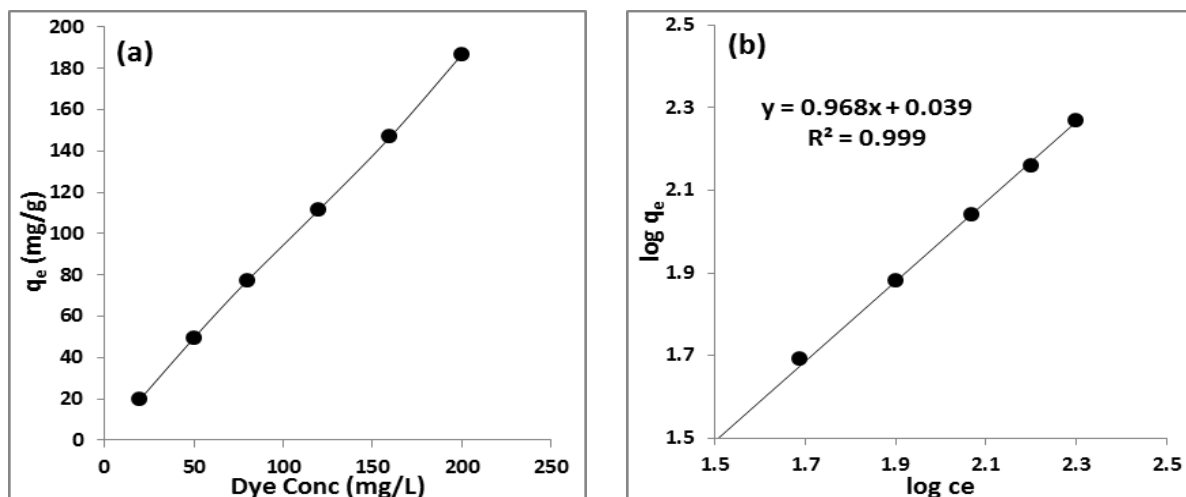 (a)
200
180
160
140
120
100
80
60
40
20
0
qₑ (mg/g)
0 50 100 150 200 250
Dye Conc (mg/L)
(b)
y = 0.968x + 0.039
R² = 0.999
2.5
2.3
2.1
1.9
1.7
1.5
log qₑ
1.5 1.7 1.9 2.1 2.3 2.5
log ce